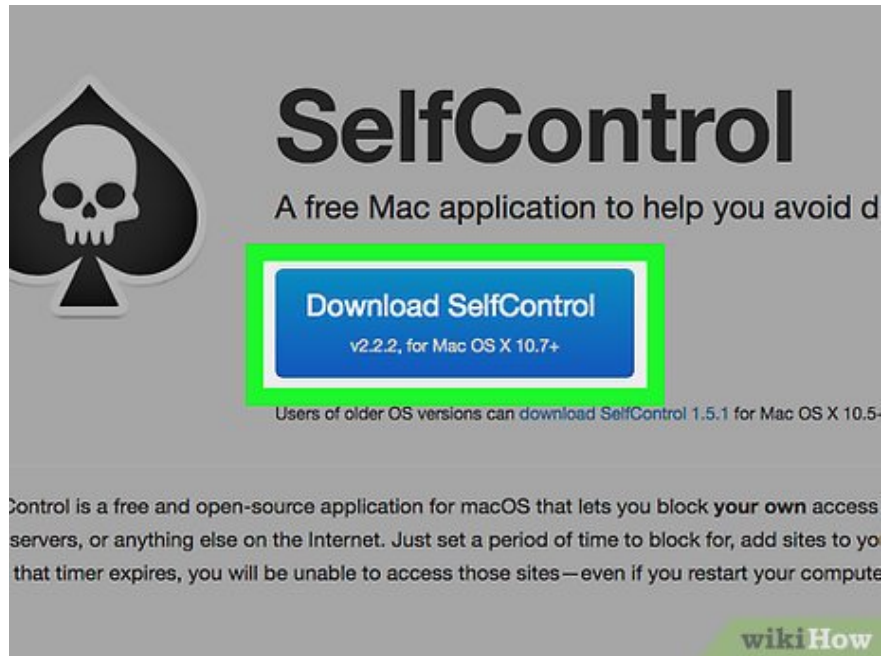 SelfControl
A free Mac application to help you avoid d
Download SelfControl
v2.2.2, for Mac OS X 10.7+
Users of older OS versions can download SelfControl 1.5.1 for Mac OS X 10.5-
Control is a free and open-source application for macOS that lets you block your own access
servers, or anything else on the Internet. Just set a period of time to block for, add sites to you
that timer expires, you will be unable to access those sites—even if you restart your compute
wikiHow